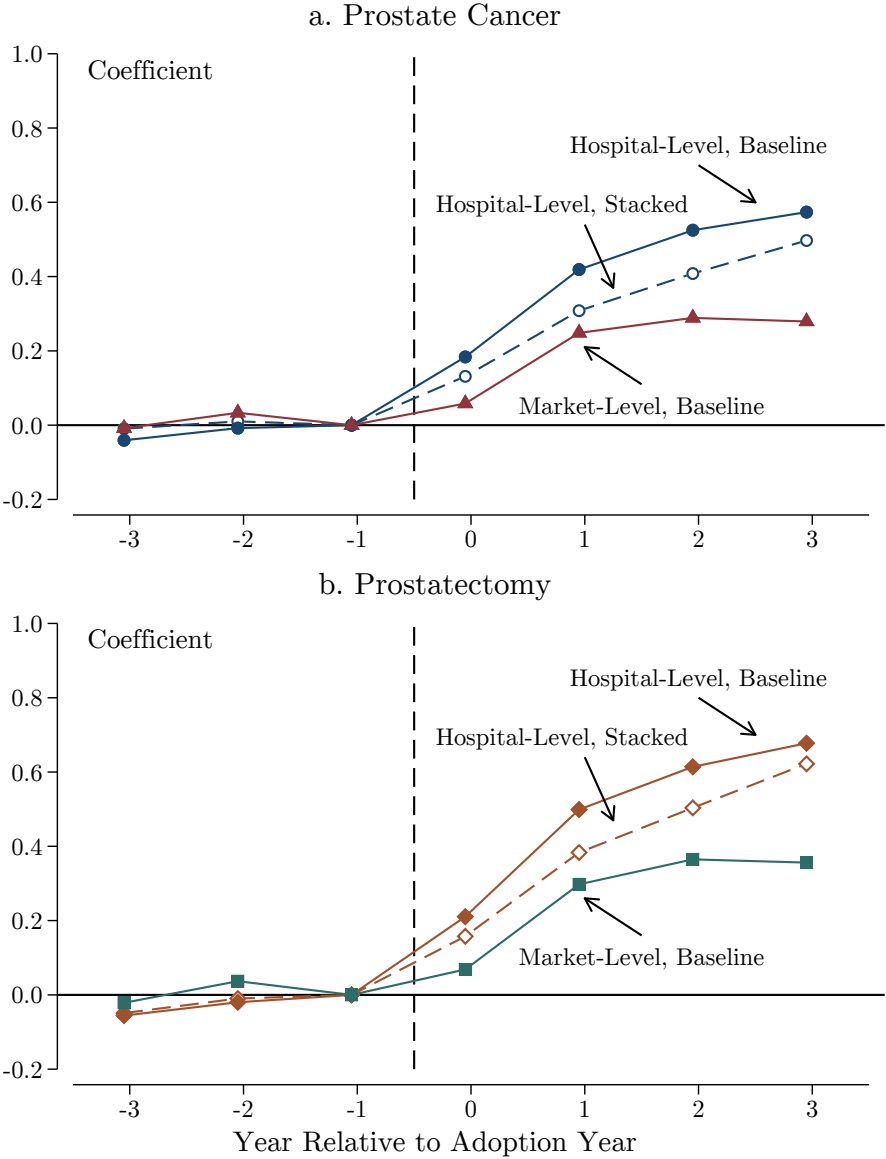 a. Prostate Cancer
1.0
Coefficient
0.8
Hospital-Level, Baseline
0.6
Hospital-Level, Stacked
0.4
0.2
Market-Level, Baseline
0.0
-0.2
-3 -2 -1 0 1 2 3
b. Prostatectomy
1.0
Coefficient
0.8
Hospital-Level, Baseline
Hospital-Level, Stacked
0.6
0.4
0.2
Market-Level, Baseline
0.0
-0.2
-3 -2 -1 0 1 2 3
Year Relative to Adoption Year